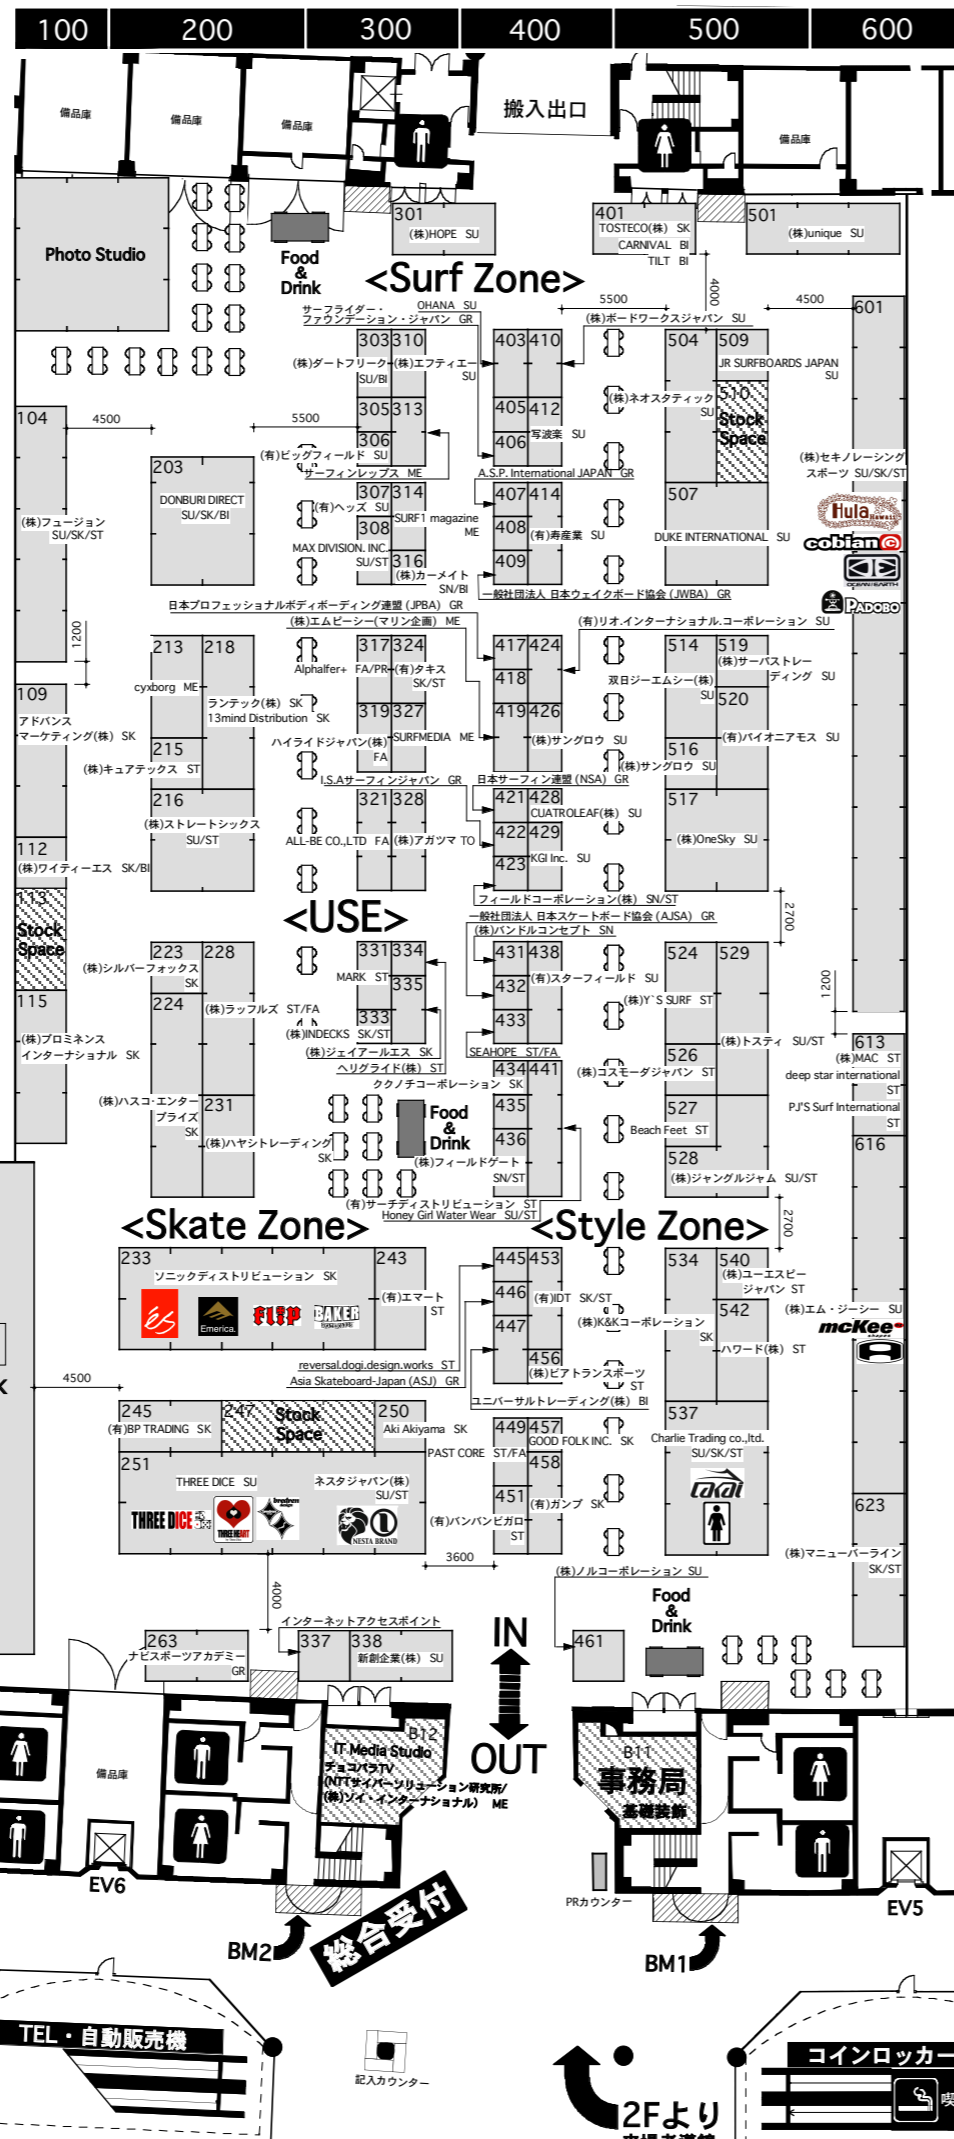 100 200 300 400 500 600
備品庫
備品庫
備品庫
搬入出口
備品庫
Photo Studio
Food
&
Drink
301
(株)HOPE SU
401
TOSTECO(株) SK
CARNIVAL BI
TILT BI
501
(株)unique SU
<Surf Zone>
4000
5500
4500
サーフライダー・
ファウンデーション・ジャパン GR
OHANA SU
(株)ボードワークスジャパン SU
601
303 310
(株)ダートフリーク
SU/BI
(株)エフティエー
SU
403 410
504 509
JR SURFBOARDS JAPAN
SU
305 313
306
(有)ビッグフィールド SU
サーフィンレップス ME
405 412
406
写波楽 SU
(株)ネオスタティック
SU
510
Stock
Space
104
4500
5500
(株)フュージョン
SU/SK/ST
203
DONBURI DIRECT
SU/SK/BI
A.S.P. International JAPAN GR
307 314
(有)ヘッズ SU
308
SURF1 magazine
ME
MAX DIVISION. INC.
SU/ST
316
(株)カーメイト
SN/BI
407 414
408
(有)寿産業 SU
409
一般社団法人 日本ウェイクボード協会 (JWBA) GR
507
DUKE INTERNATIONAL SU
(株)セキノレーシング
スポーツ SU/SK/ST
Hula
HAWAII
cobian
OCEAN EARTH
PADOBO
1200
日本プロフェッショナルボディボーディング連盟 (JPBA) GR
(株)エムピーシー(マリン企画) ME
(有)リオ.インターナショナル.コーポレーション SU
109
アドバンス
マーケティング(株) SK
213 218
cyxborg ME
ランテック(株) SK
13mind Distribution SK
215
(株)キュアテックス ST
216
(株)ストレートシックス
SU/ST
317 324
Alphalfer+ FA/PR
(有)タキス
SK/ST
319 327
SURFMEDIA ME
ハイライドジャパン(株)
FA
417 424
418
419 426
(株)サングロウ SU
514 519
(株)サーパストレー
ディング SU
双日ジーエムシー(株)
SU
520
(有)パイオニアモス SU
516
(株)サングロウ SU
I.S.Aサーフィンジャパン GR
日本サーフィン連盟 (NSA) GR
321 328
ALL-BE CO.,LTD FA
(株)アガツマ TO
421 428
CUATROLEAF(株) SU
422 429
KGI Inc. SU
423
フィールドコーポレーション(株) SN/ST
517
(株)OneSky SU
112
(株)ワイティーエス SK/BI
113
Stock
Space
<USE>
2700
一般社団法人 日本スケートボード協会 (AJSA) GR
(株)バンドルコンセプト SN
115
(株)プロミネンス
インターナショナル SK
223 228
(株)シルバーフォックス
SK
224
(株)ラッフルズ ST/FA
(株)ハスコ・エンター
プライズ
SK
231
(株)ハヤシトレーディング
SK
331 334
MARK ST
335
333
(株)INDECKS SK/ST
(株)ジェイアールエス SK
ヘリグライド(株) ST
ククノチコーポレーション SK
431 438
(有)スターフィールド SU
432
433
SEAHOPE ST/FA
524 529
(株)Y`S SURF ST
(株)トスティ SU/ST
526
(株)コスモーダジャパン ST
527
Beach Feet ST
528
(株)ジャングルジャム SU/ST
1200
613
(株)MAC ST
deep star international
ST
PJ'S Surf International
ST
616
434 441
435
436
Food
&
Drink
(株)フィールドゲート
SN/ST
(有)サーチディストリビューション ST
Honey Girl Water Wear SU/ST
<Skate Zone>
<Style Zone>
2700
233
ソニックディストリビューション SK
éS
Emerica.
FLIP
BAKER
243
(有)エマート
ST
445 453
446
(有)IDT SK/ST
447
(株)K&Kコーポレーション
SK
456
(株)ビアトランスポーツ
ST
534 540
(株)ユーエスピー
ジャパン ST
542
ハワード(株) ST
(株)エム・ジーシー SU
mcKee
reversal.dogi.design.works ST
Asia Skateboard-Japan (ASJ) GR
ユニバーサルトレーディング(株) BI
4500
245
(有)BP TRADING SK
247
Stock
Space
250
Aki Akiyama SK
251
THREE DICE SU
THREE DICE
THREE HEART
ネスタジャパン(株)
SU/ST
NESTA BRAND
449 457
PAST CORE ST/FA
GOOD FOLK INC. SK
458
451
(有)ガンプ SK
(有)バンバンビガロ
ST
537
Charlie Trading co.,ltd.
SU/SK/ST
Lakai
623
(株)マニューバーライン
SK/ST
4000
3600
(株)ノルコーポレーション SU
Food
&
Drink
263
ナビスポーツアカデミー
GR
インターネットアクセスポイント
337 338
新創企業(株) SU
461
IN
OUT
備品庫
B12
IT Media Studio
チョコパラTV
(NTTサイバーソリューション研究所/
(株)ソイ・インターナショナル) ME
B11
事務局
基礎装飾
PRカウンター
EV6
EV5
BM2
総合受付
BM1
TEL・自動販売機
記入カウンター
コインロッカー
喫
2Fより